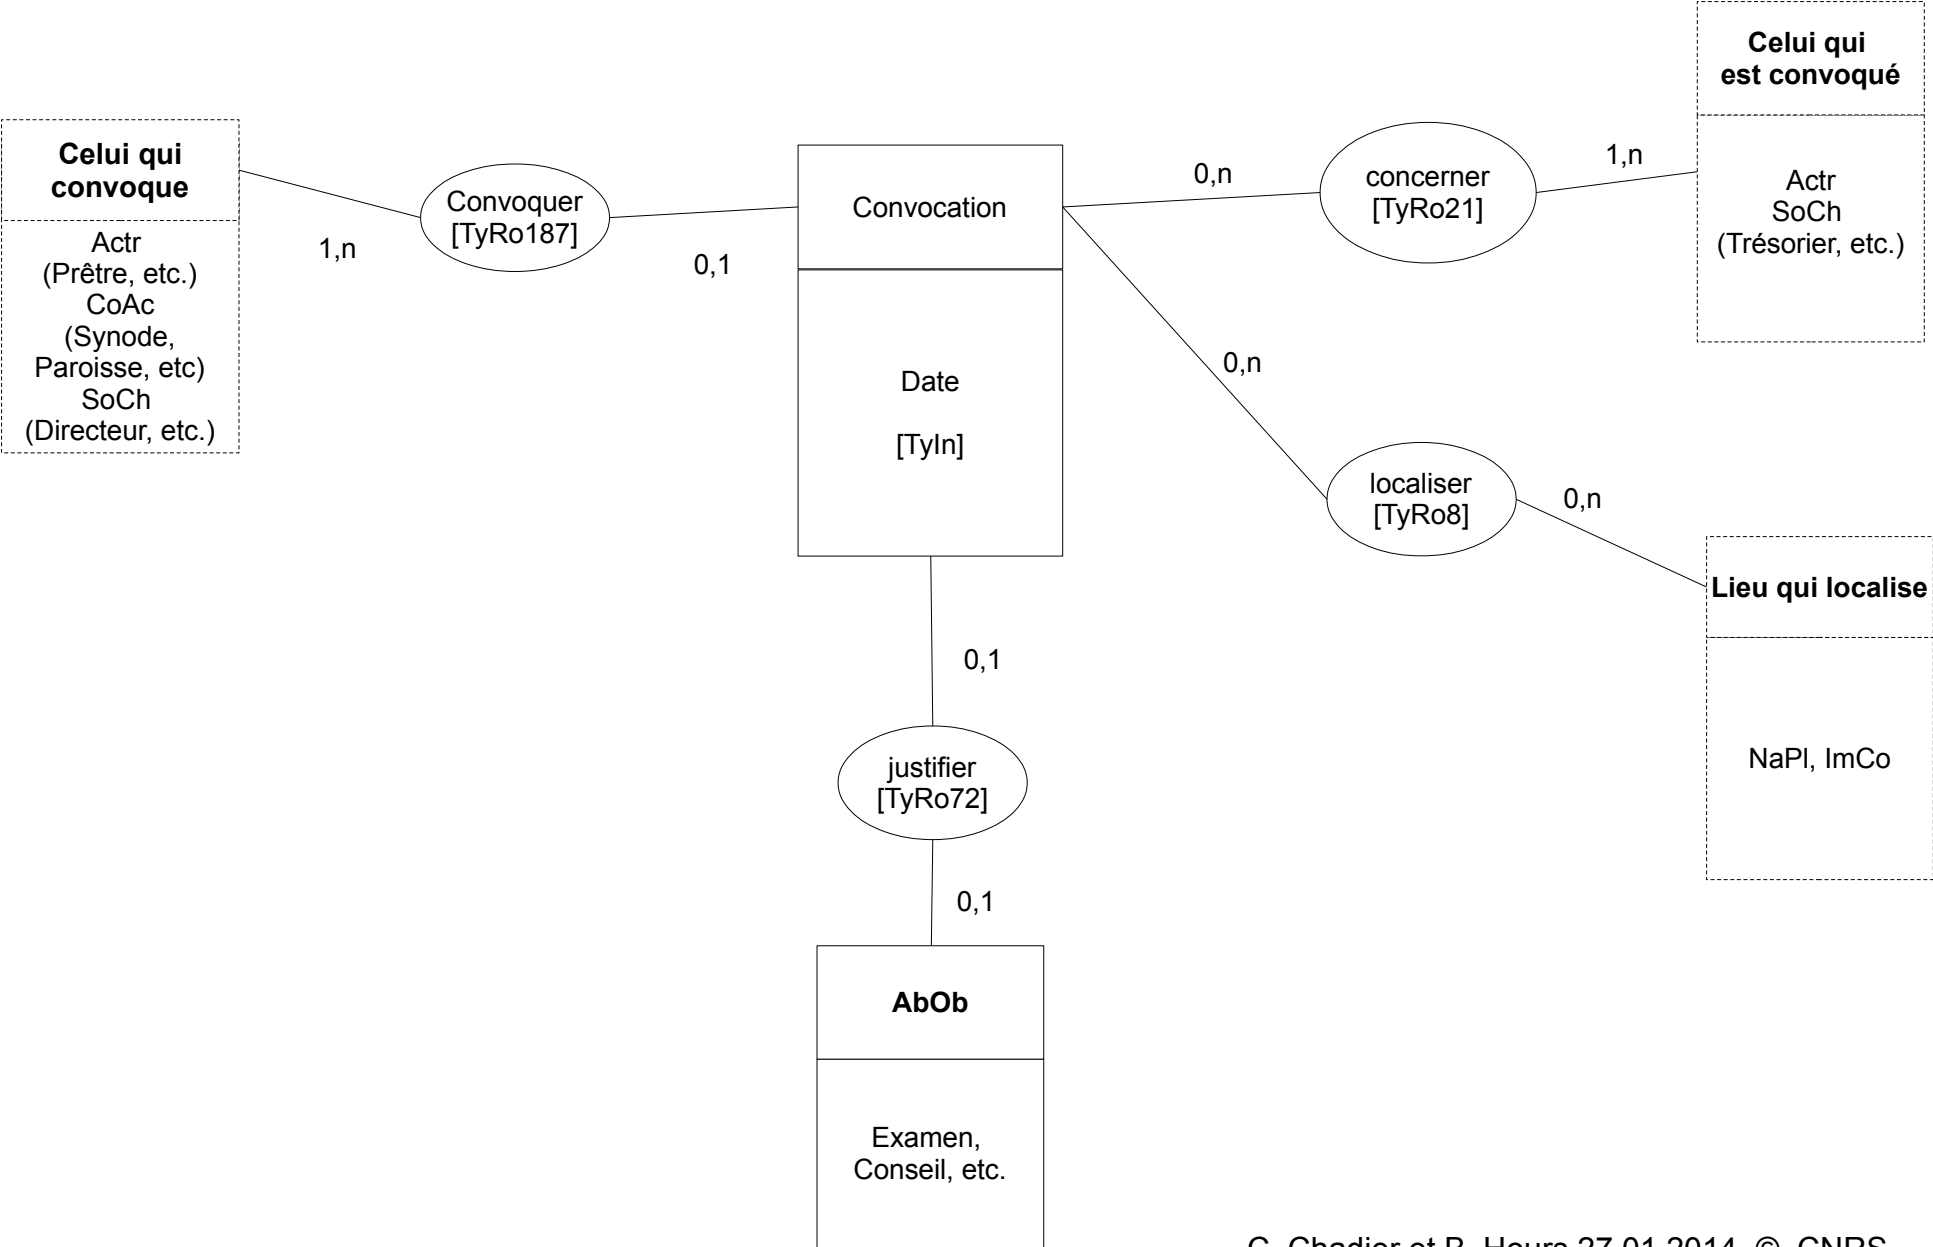 Celui qui
est convoqué
Actr
SoCh
(Trésorier, etc.)
Celui qui
convoque
Actr
(Prêtre, etc.)
CoAc
(Synode,
Paroisse, etc)
SoCh
(Directeur, etc.)
1,n
Convoquer
[TyRo187]
0,1
Convocation
Date
[TyIn]
0,n
concerner
[TyRo21]
1,n
0,n
localiser
[TyRo8]
0,n
Lieu qui localise
NaPl, ImCo
0,1
justifier
[TyRo72]
0,1
AbOb
Examen,
Conseil, etc.
C. Chadier et B. Hours 27.01.2014 © CNRS